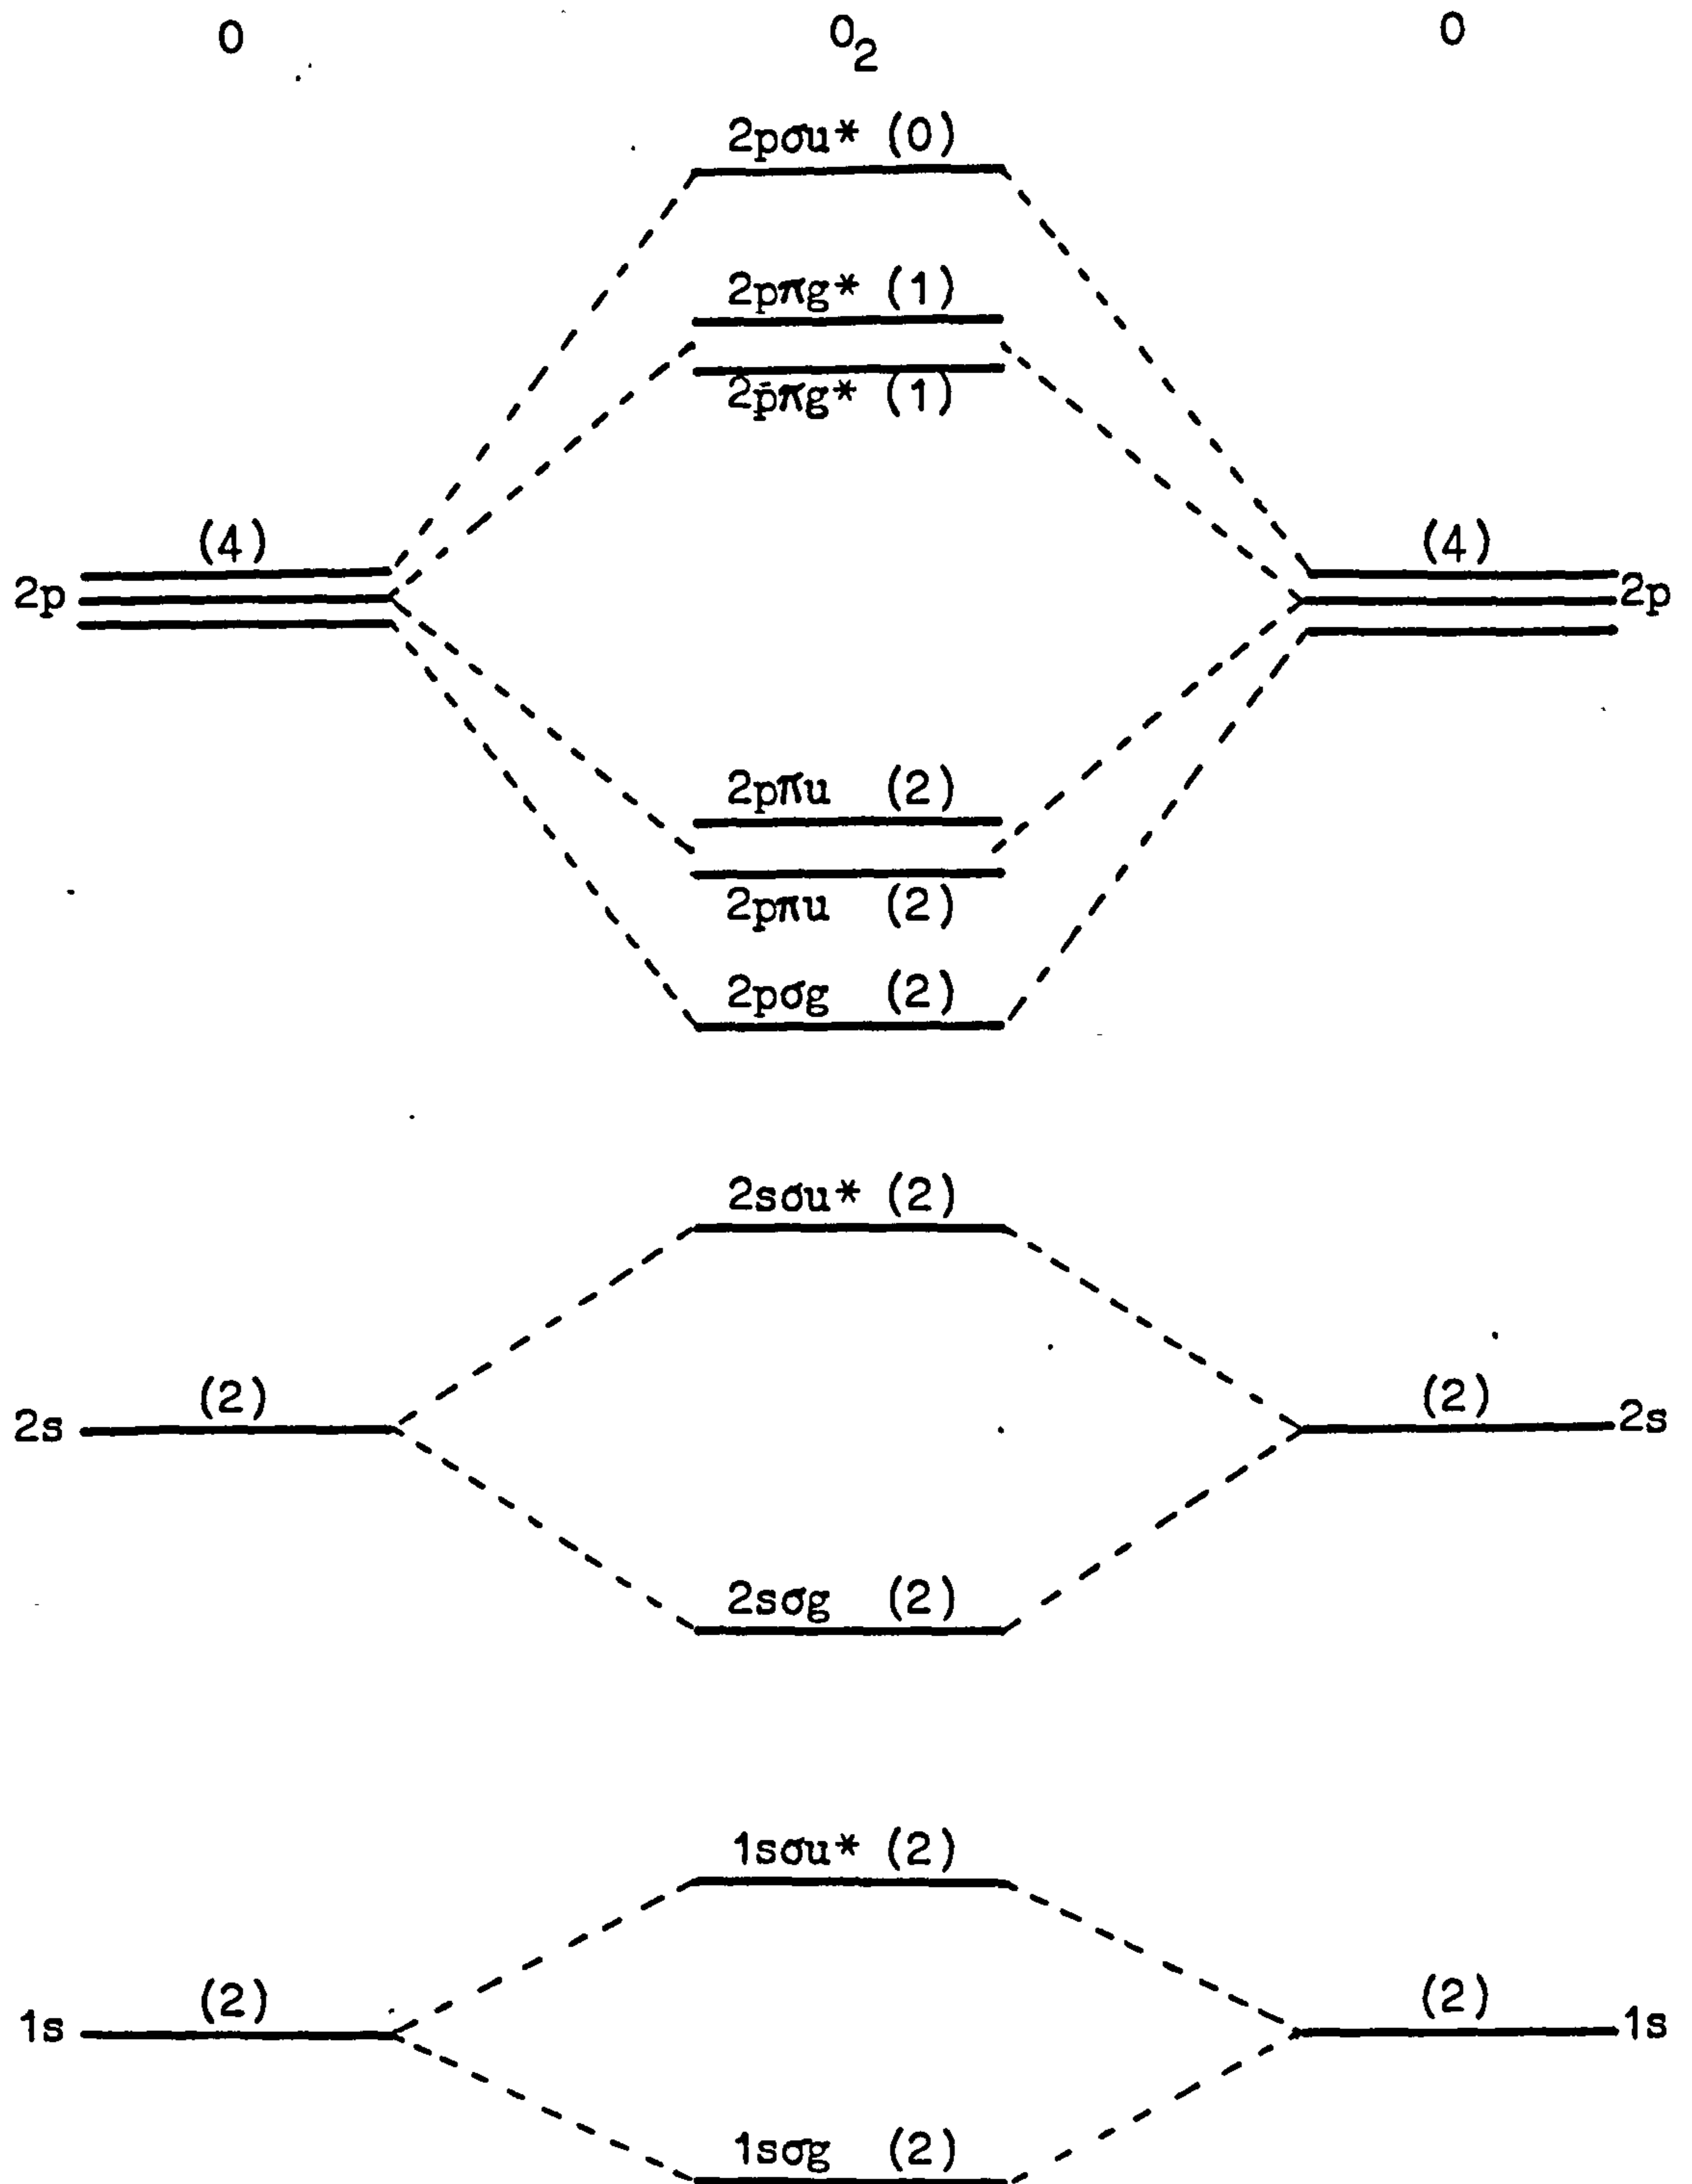 O O₂ O
2pσu* (0)
2pπg* (1)
2pπg* (1)
(4) (4)
2p 2p
2pπu (2)
2pπu (2)
2pσg (2)
2sσu* (2)
(2) (2)
2s 2s
2sσg (2)
1sσu* (2)
(2) (2)
1s 1s
1sσg (2)